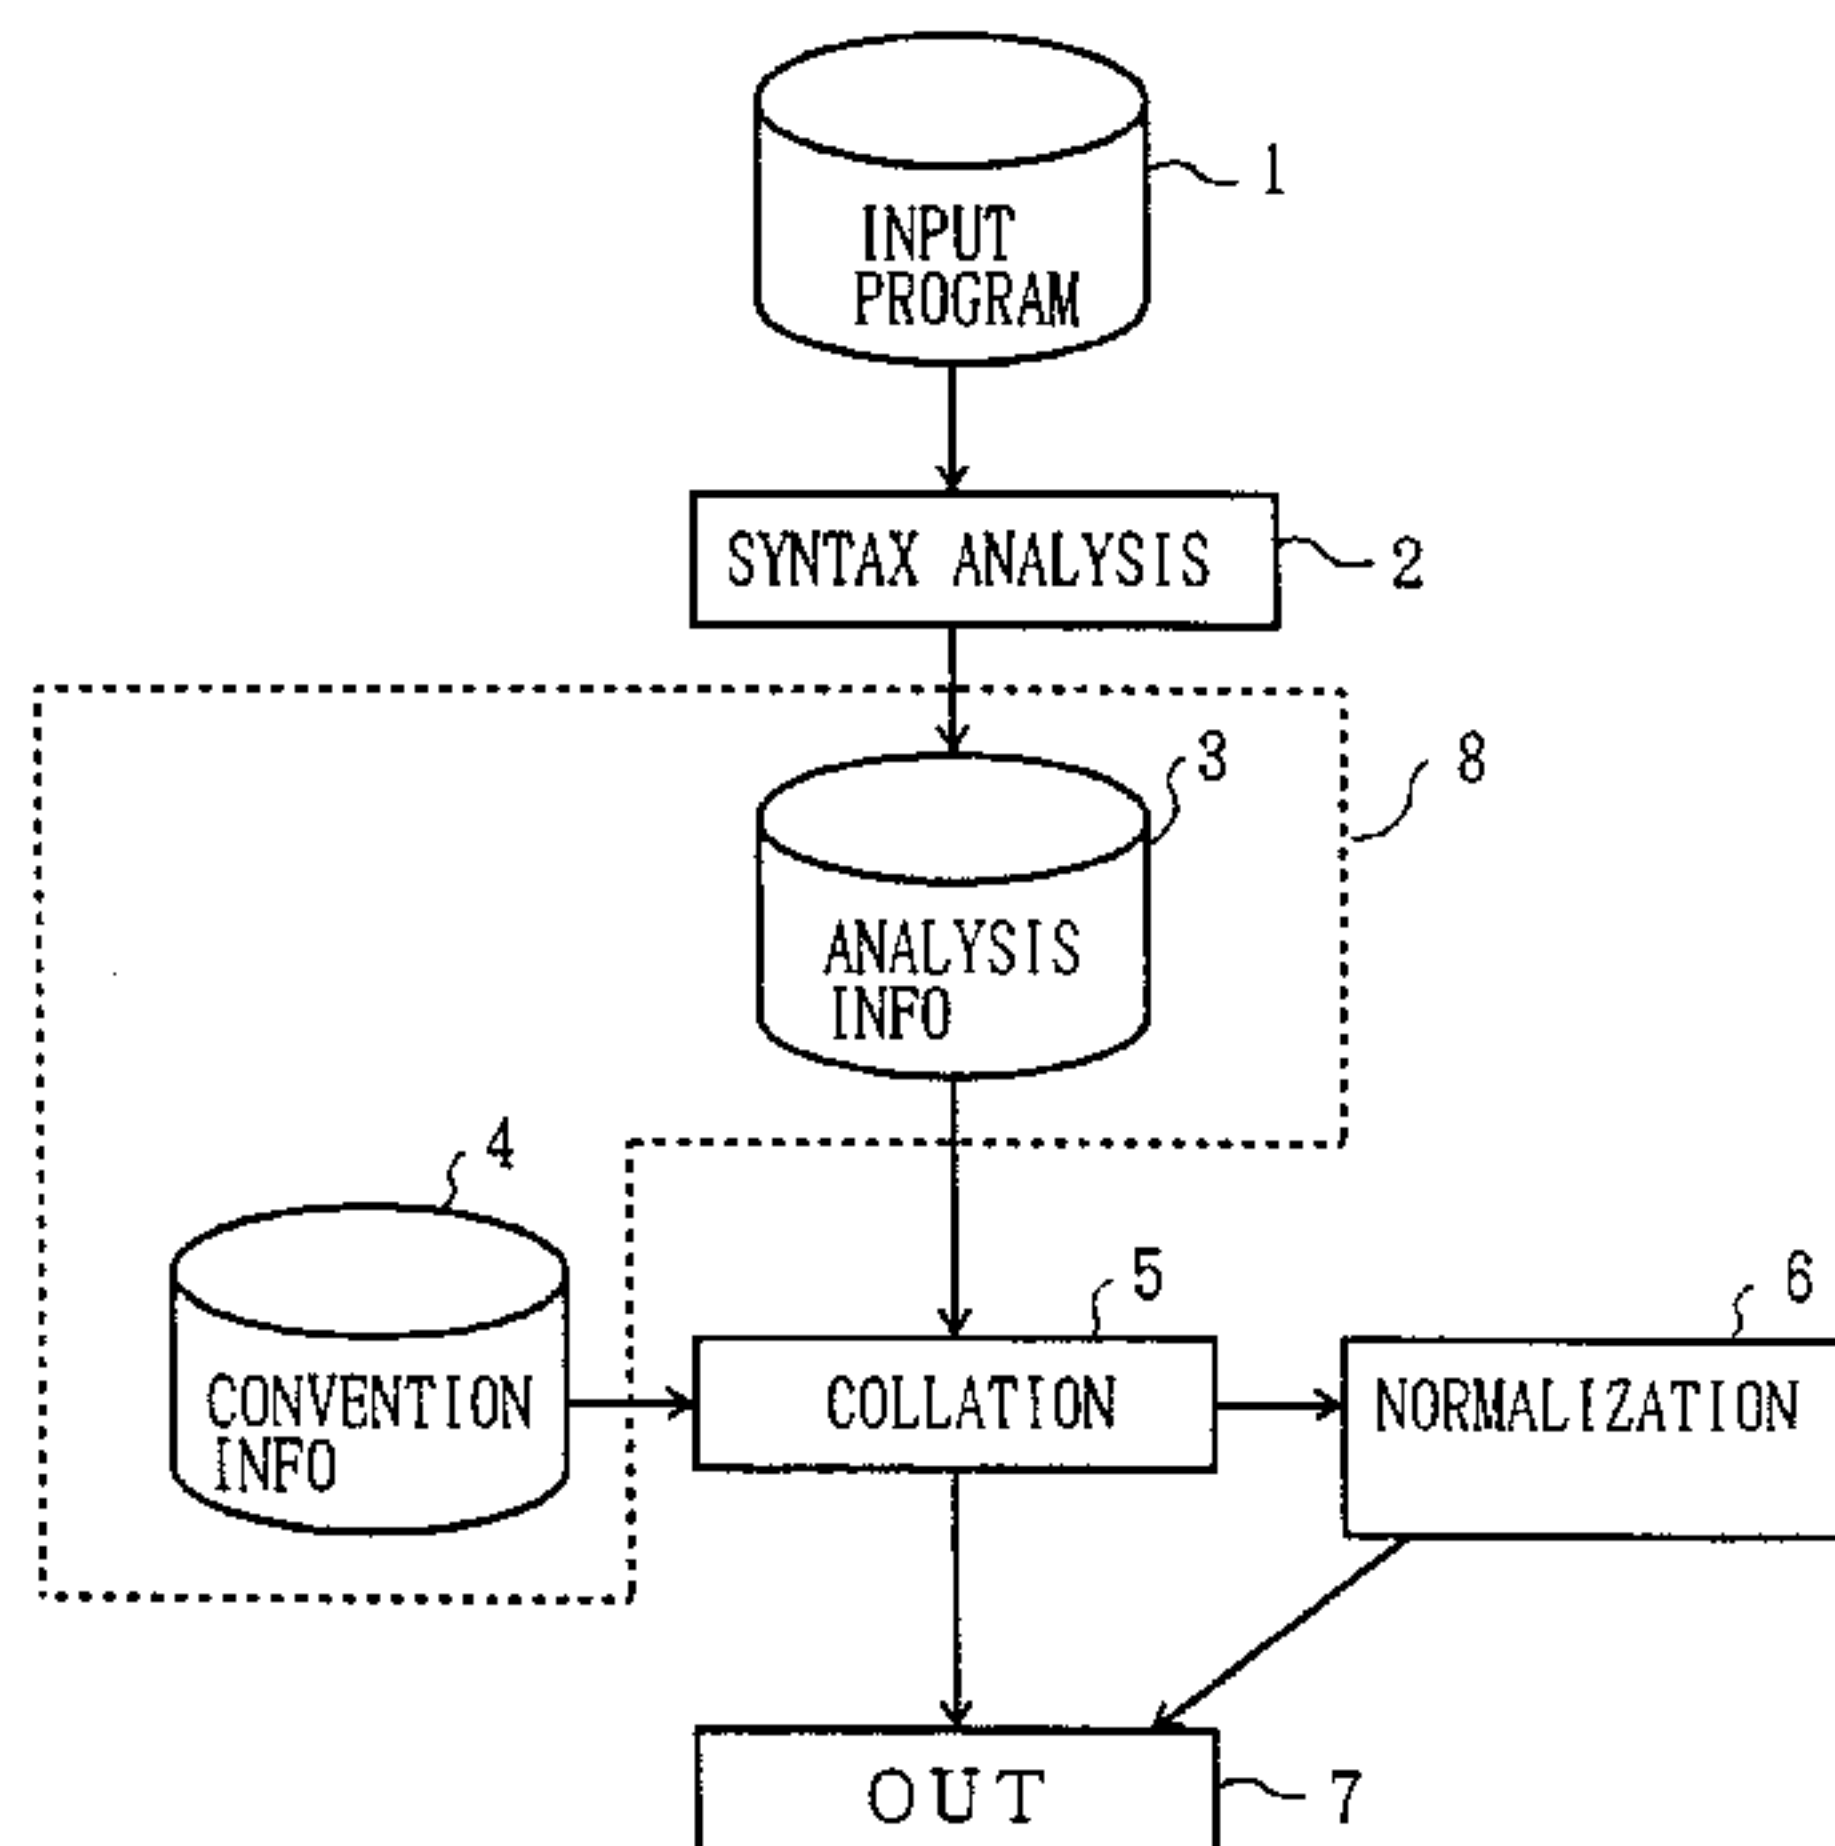 1
INPUT
PROGRAM
SYNTAX ANALYSIS
2
3
8
ANALYSIS
INFO
4
5
6
CONVENTION
INFO
COLLATION
NORMALIZATION
OUT
7